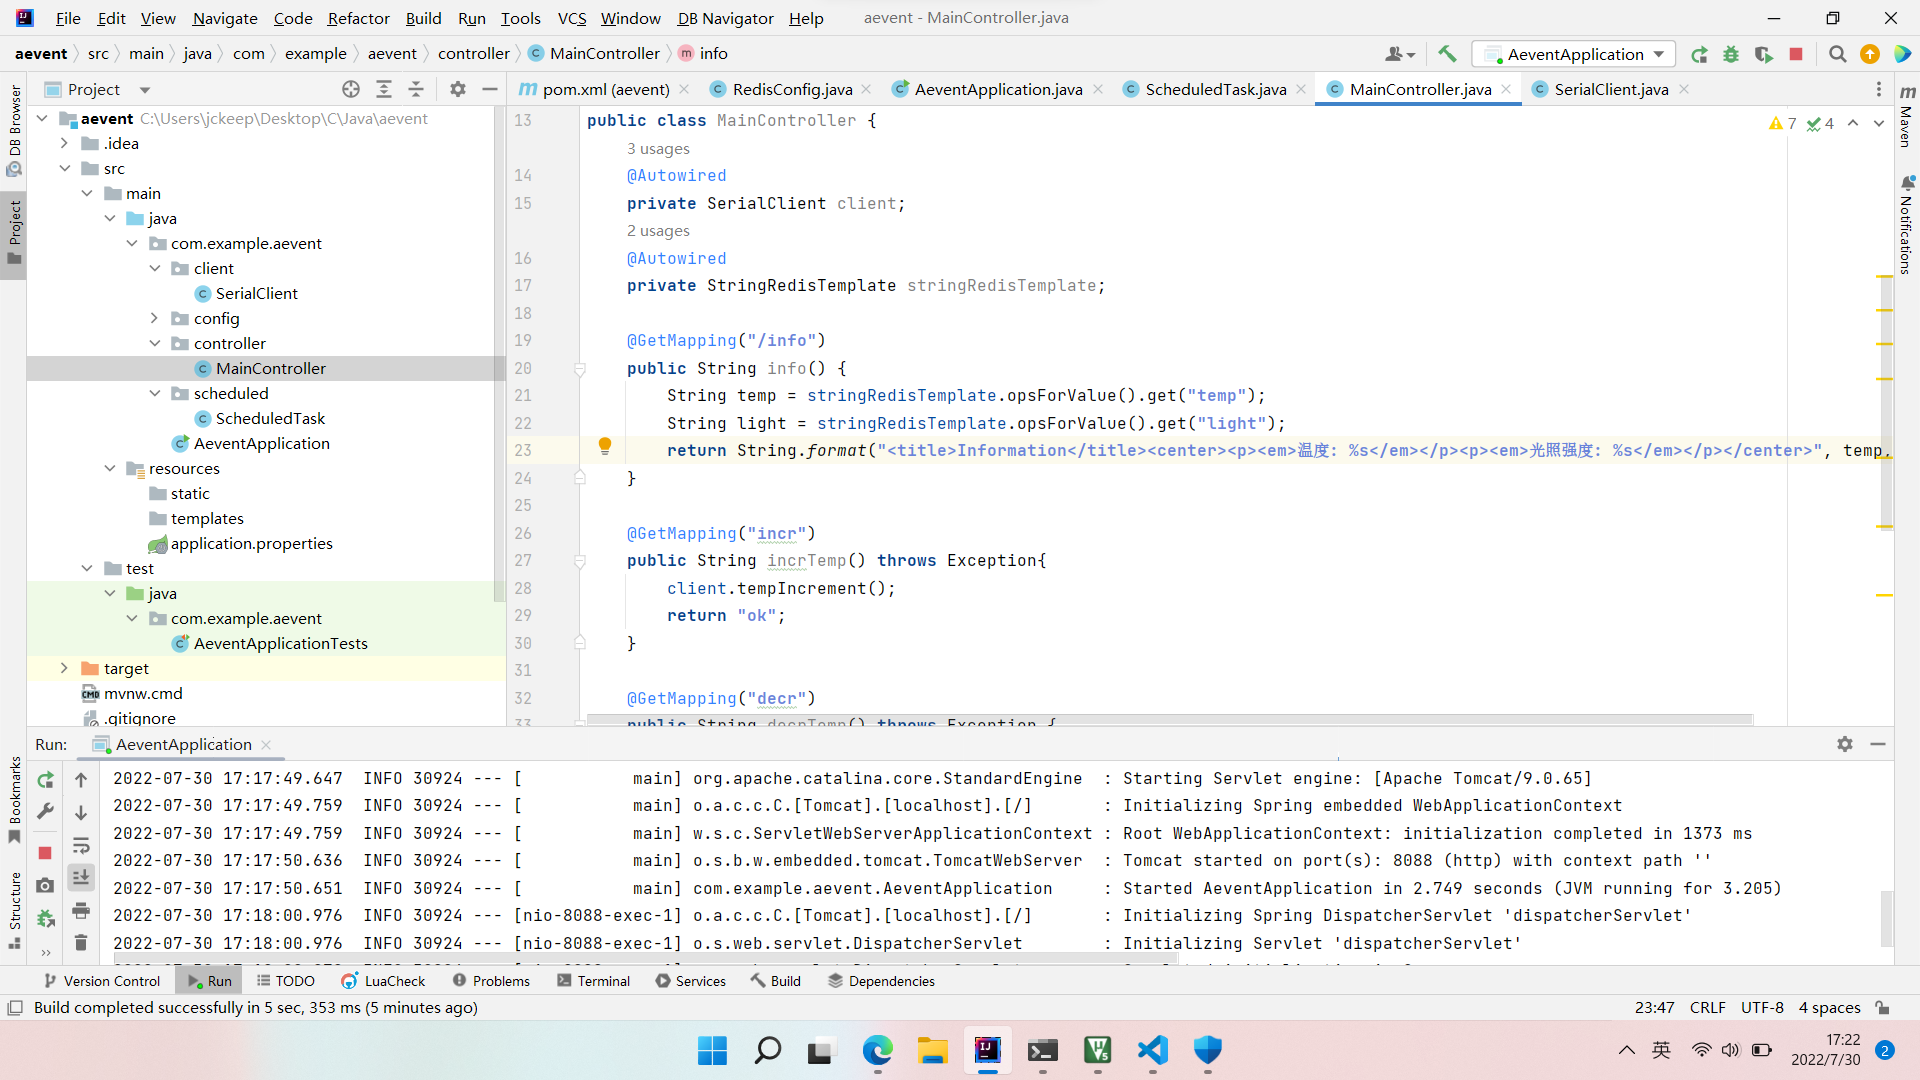 File Edit View Navigate Code Refactor Build Run Tools VCS Window DB Navigator Help aevent - MainController.java
aevent src main java com example aevent controller MainController info AeventApplication
Project
pom.xml (aevent) RedisConfig.java AeventApplication.java ScheduledTask.java MainController.java SerialClient.java
DB Browser
Project
Bookmarks
Structure
Maven
Notifications
aevent C:\Users\jckeep\Desktop\C\Java\aevent
.idea
src
main
java
com.example.aevent
client
SerialClient
config
controller
MainController
scheduled
ScheduledTask
AeventApplication
resources
static
templates
application.properties
test
java
com.example.aevent
AeventApplicationTests
target
mvnw.cmd
.gitignore
7 4
13 public class MainController {
3 usages
14 @Autowired
15 private SerialClient client;
2 usages
16 @Autowired
17 private StringRedisTemplate stringRedisTemplate;
18
19 @GetMapping("/info")
20 public String info() {
21 String temp = stringRedisTemplate.opsForValue().get("temp");
22 String light = stringRedisTemplate.opsForValue().get("light");
23 return String.format("<title>Information</title><center><p><em>温度: %s</em></p><p><em>光照强度: %s</em></p></center>", temp,
24 }
25
26 @GetMapping("incr")
27 public String incrTemp() throws Exception{
28 client.tempIncrement();
29 return "ok";
30 }
31
32 @GetMapping("decr")
33 public String decrTemp() throws Exception {
Run: AeventApplication
2022-07-30 17:17:49.647 INFO 30924 --- [ main] org.apache.catalina.core.StandardEngine : Starting Servlet engine: [Apache Tomcat/9.0.65]
2022-07-30 17:17:49.759 INFO 30924 --- [ main] o.a.c.c.C.[Tomcat].[localhost].[/] : Initializing Spring embedded WebApplicationContext
2022-07-30 17:17:49.759 INFO 30924 --- [ main] w.s.c.ServletWebServerApplicationContext : Root WebApplicationContext: initialization completed in 1373 ms
2022-07-30 17:17:50.636 INFO 30924 --- [ main] o.s.b.w.embedded.tomcat.TomcatWebServer : Tomcat started on port(s): 8088 (http) with context path ''
2022-07-30 17:17:50.651 INFO 30924 --- [ main] com.example.aevent.AeventApplication : Started AeventApplication in 2.749 seconds (JVM running for 3.205)
2022-07-30 17:18:00.976 INFO 30924 --- [nio-8088-exec-1] o.a.c.c.C.[Tomcat].[localhost].[/] : Initializing Spring DispatcherServlet 'dispatcherServlet'
2022-07-30 17:18:00.976 INFO 30924 --- [nio-8088-exec-1] o.s.web.servlet.DispatcherServlet : Initializing Servlet 'dispatcherServlet'
Version Control Run TODO LuaCheck Problems Terminal Services Build Dependencies
Build completed successfully in 5 sec, 353 ms (5 minutes ago) 23:47 CRLF UTF-8 4 spaces
英 17:22
2022/7/30 2